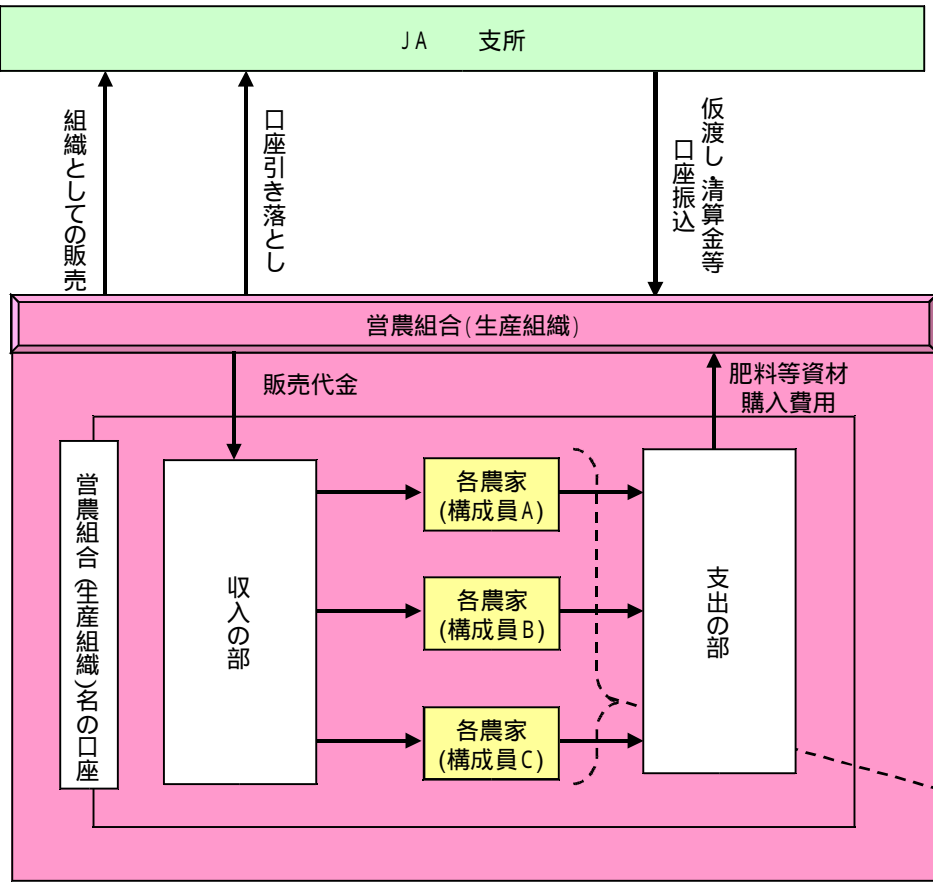 JA 支所
組織としての販売
口座引き落とし
仮渡し・清算金等
口座振込
営農組合(生産組織)
販売代金
肥料等資材
購入費用
営農組合(生産組織)名の口座
収入の部
各農家
(構成員A)
各農家
(構成員B)
各農家
(構成員C)
支出の部